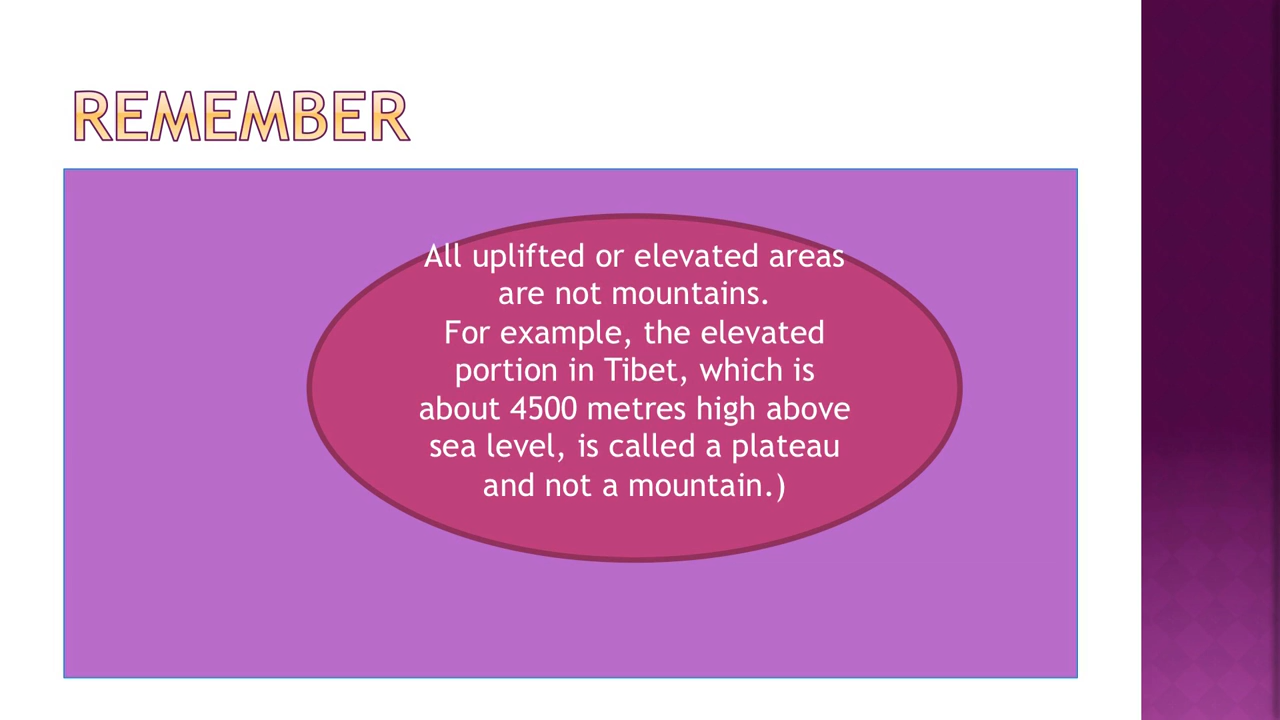 REMEMBER
All uplifted or elevated areas
are not mountains.
For example, the elevated
portion in Tibet, which is
about 4500 metres high above
sea level, is called a plateau
and not a mountain.)